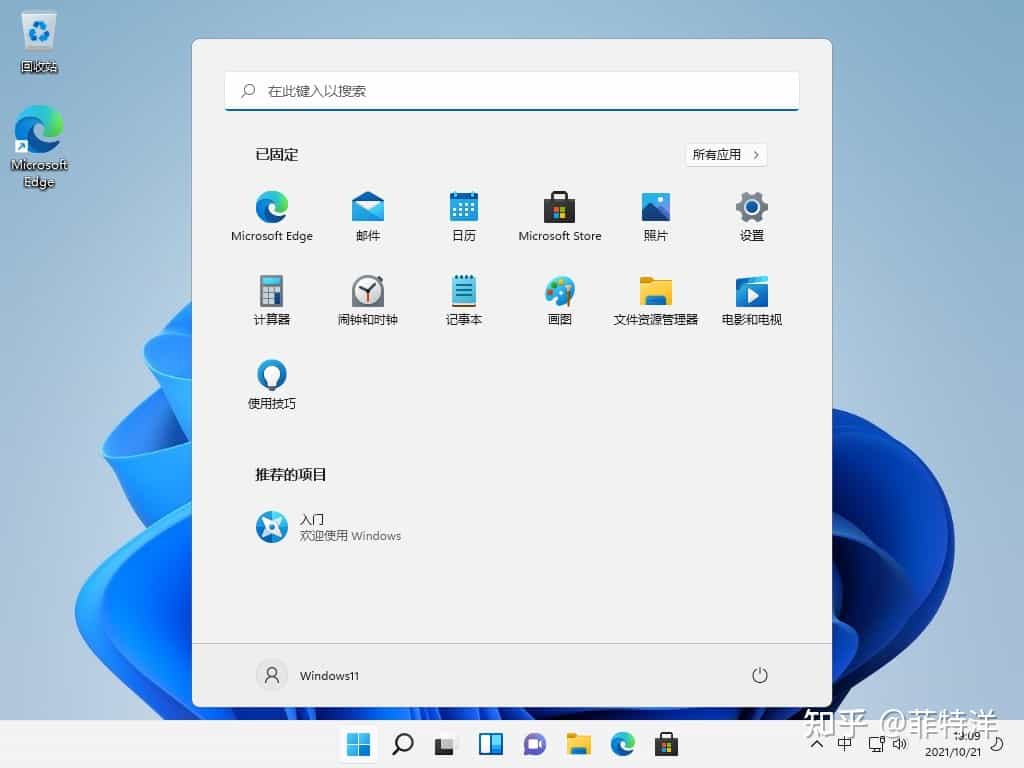 回收站
Microsoft
Edge
在此键入以搜索
已固定
所有应用
Microsoft Edge
邮件
日历
Microsoft Store
照片
设置
计算器
闹钟和时钟
记事本
画图
文件资源管理器
电影和电视
使用技巧
推荐的项目
入门
欢迎使用 Windows
Windows11
知乎 @菲特洋
中
19:09
2021/10/21